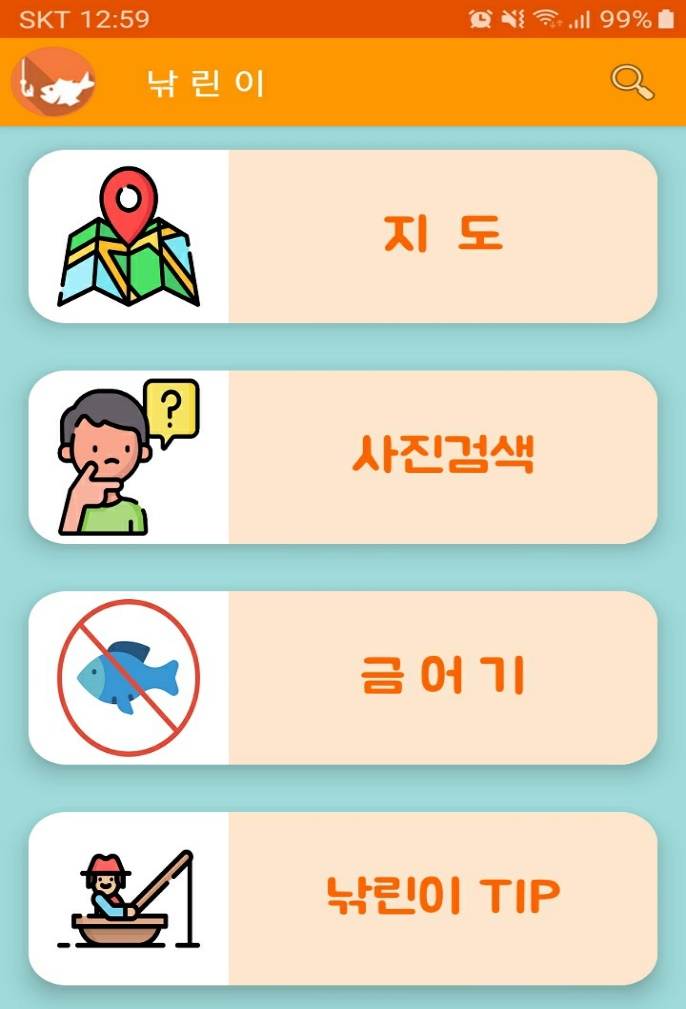 SKT 12:59 99%
낚 린 이
지 도
?
사진검색
금 어 기
낚린이 TIP